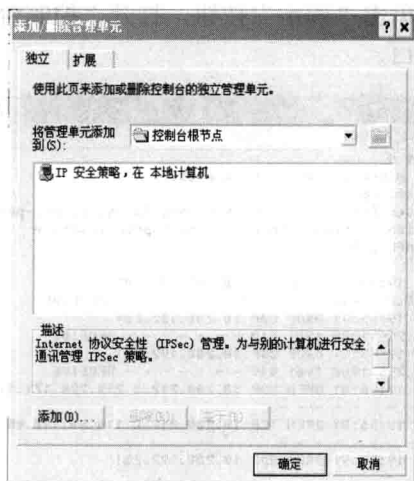 添加/删除管理单元
独立 扩展
使用此页来添加或删除控制台的独立管理单元。
将管理单元添加到(S):
控制台根节点
IP 安全策略，在 本地计算机
描述
Internet 协议安全性 (IPSec) 管理。为与别的计算机进行安全
通讯管理 IPSec 策略。
添加(D)...
确定 取消